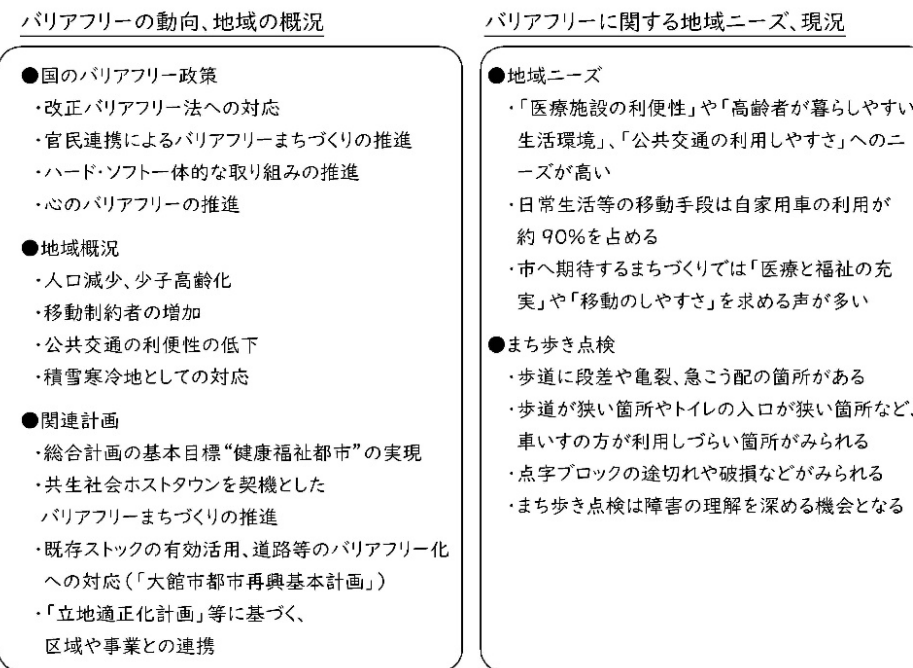 バリアフリーの動向、地域の概況
●国のバリアフリー政策
・改正バリアフリー法への対応
・官民連携によるバリアフリーまちづくりの推進
・ハード・ソフト一体的な取り組みの推進
・心のバリアフリーの推進
●地域概況
・人口減少、少子高齢化
・移動制約者の増加
・公共交通の利便性の低下
・積雪寒冷地としての対応
●関連計画
・総合計画の基本目標“健康福祉都市”の実現
・共生社会ホストタウンを契機とした
バリアフリーまちづくりの推進
・既存ストックの有効活用、道路等のバリアフリー化
への対応(「大館市都市再興基本計画」)
・「立地適正化計画」等に基づく、
区域や事業との連携
バリアフリーに関する地域ニーズ、現況
●地域ニーズ
・「医療施設の利便性」や「高齢者が暮らしやすい
生活環境」、「公共交通の利用しやすさ」へのニ
ーズが高い
・日常生活等の移動手段は自家用車の利用が
約90%を占める
・市へ期待するまちづくりでは「医療と福祉の充
実」や「移動のしやすさ」を求める声が多い
●まち歩き点検
・歩道に段差や亀裂、急こう配の箇所がある
・歩道が狭い箇所やトイレの入口が狭い箇所など、
車いすの方が利用しづらい箇所がみられる
・点字ブロックの途切れや破損などがみられる
・まち歩き点検は障害の理解を深める機会となる